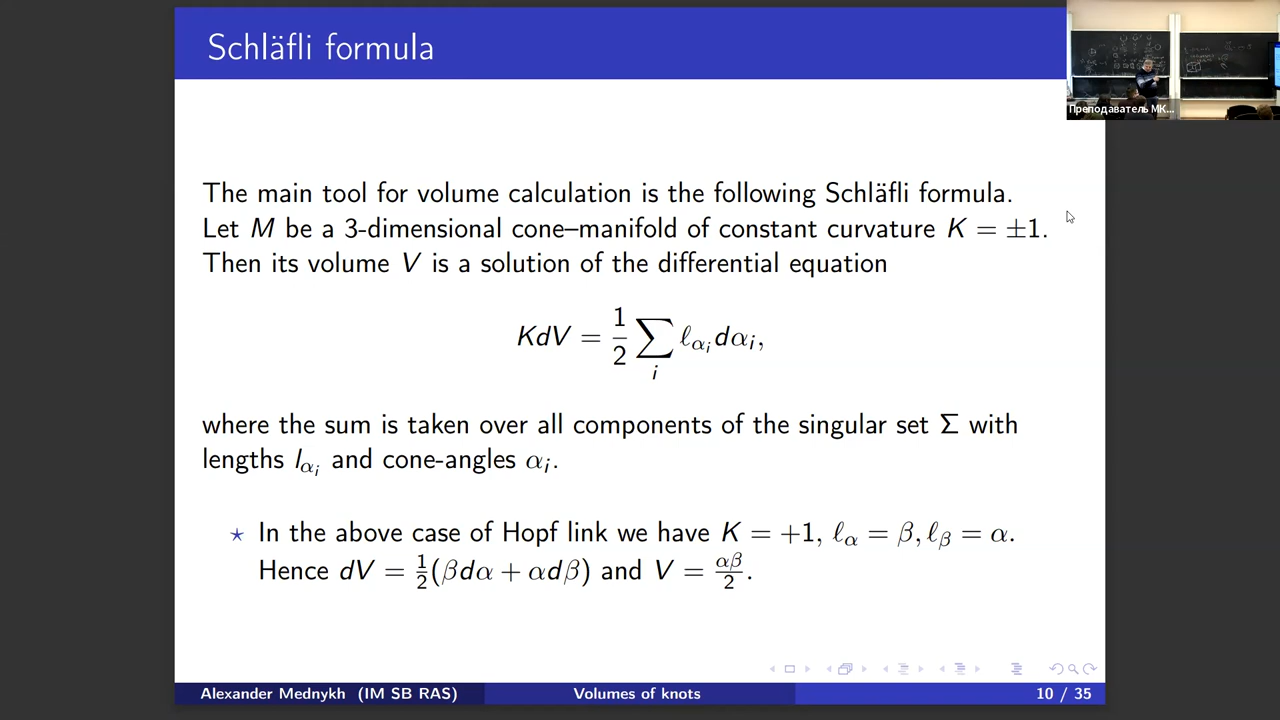 Schläfli formula
Преподаватель МК...
The main tool for volume calculation is the following Schläfli formula.
Let M be a 3-dimensional cone–manifold of constant curvature K = ±1.
Then its volume V is a solution of the differential equation
KdV = 1/2 ∑_i ℓ_{α_i} dα_i,
where the sum is taken over all components of the singular set Σ with
lengths l_{α_i} and cone-angles α_i.
⋆ In the above case of Hopf link we have K = +1, ℓ_α = β, ℓ_β = α.
Hence dV = 1/2(βdα + αdβ) and V = αβ/2.
Alexander Mednykh (IM SB RAS) Volumes of knots 10 / 35